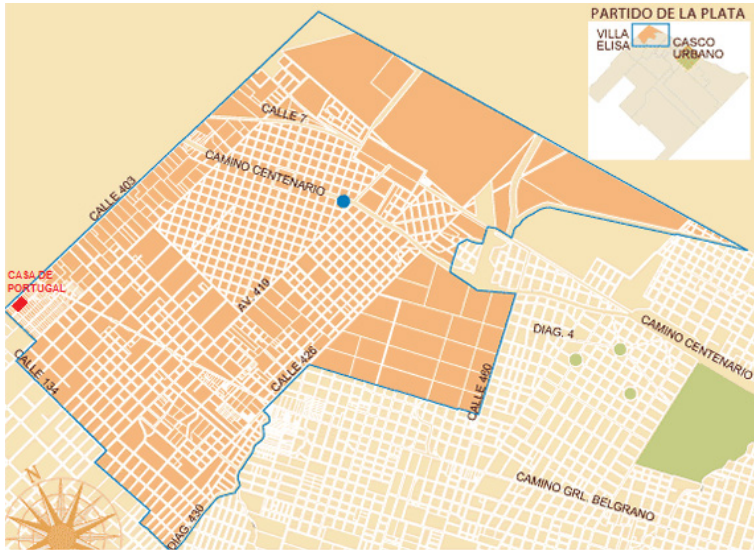 PARTIDO DE LA PLATA
VILLA
ELISA
CASCO
URBANO
CALLE 7
CAMINO CENTENARIO
CALLE 403
CASA DE
PORTUGAL
AV. 410
CALLE 134
CALLE 426
DIAG. 4
CAMINO CENTENARIO
CALLE 460
CAMINO GRL. BELGRANO
DIAG. 430
N